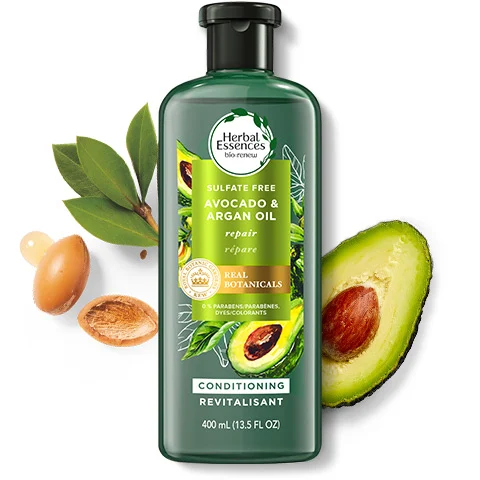 Herbal
Essences
bio:renew
SULFATE FREE
AVOCADO &
ARGAN OIL
repair
répare
REAL
BOTANICALS
KEW
0% PARABENS/PARABÈNES,
DYES/COLORANTS
CONDITIONING
REVITALISANT
400 mL (13.5 FL OZ)